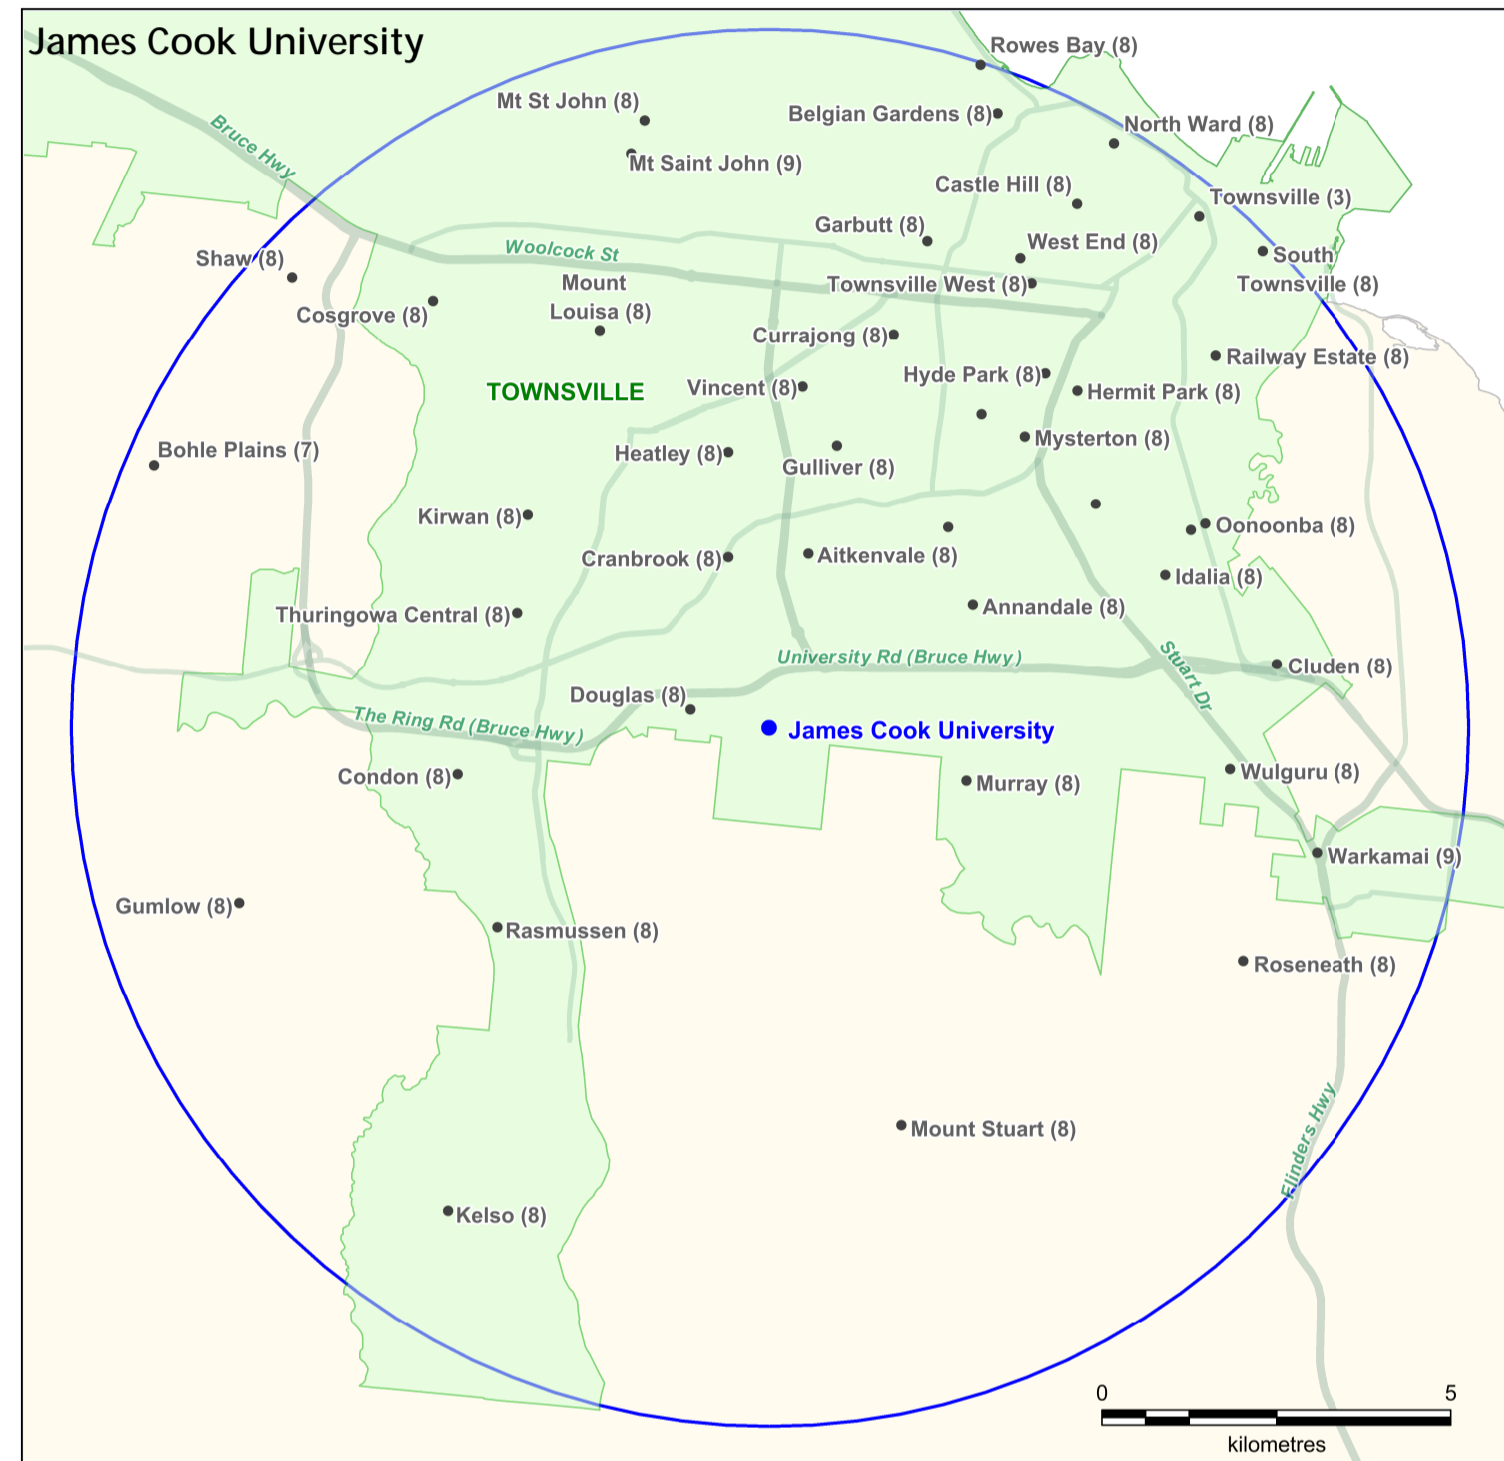 James Cook University
Rowes Bay (8)
Mt St John (8)
Belgian Gardens (8)
North Ward (8)
Bruce Hwy
Mt Saint John (9)
Castle Hill (8)
Townsville (3)
Garbutt (8)
West End (8)
Woolcock St
South
Townsville (8)
Shaw (8)
Mount
Louisa (8)
Townsville West (8)
Cosgrove (8)
Currajong (8)
Railway Estate (8)
Hyde Park (8)
TOWNSVILLE
Vincent (8)
Hermit Park (8)
Mysterton (8)
Bohle Plains (7)
Heatley (8)
Gulliver (8)
Kirwan (8)
Oonoonba (8)
Cranbrook (8)
Aitkenvale (8)
Idalia (8)
Annandale (8)
Thuringowa Central (8)
University Rd (Bruce Hwy)
Stuart Dr
Cluden (8)
Douglas (8)
The Ring Rd (Bruce Hwy)
James Cook University
Condon (8)
Murray (8)
Wulguru (8)
Warkamai (9)
Gumlow (8)
Rasmussen (8)
Roseneath (8)
Mount Stuart (8)
Flinders Hwy
Kelso (8)
0 5
kilometres